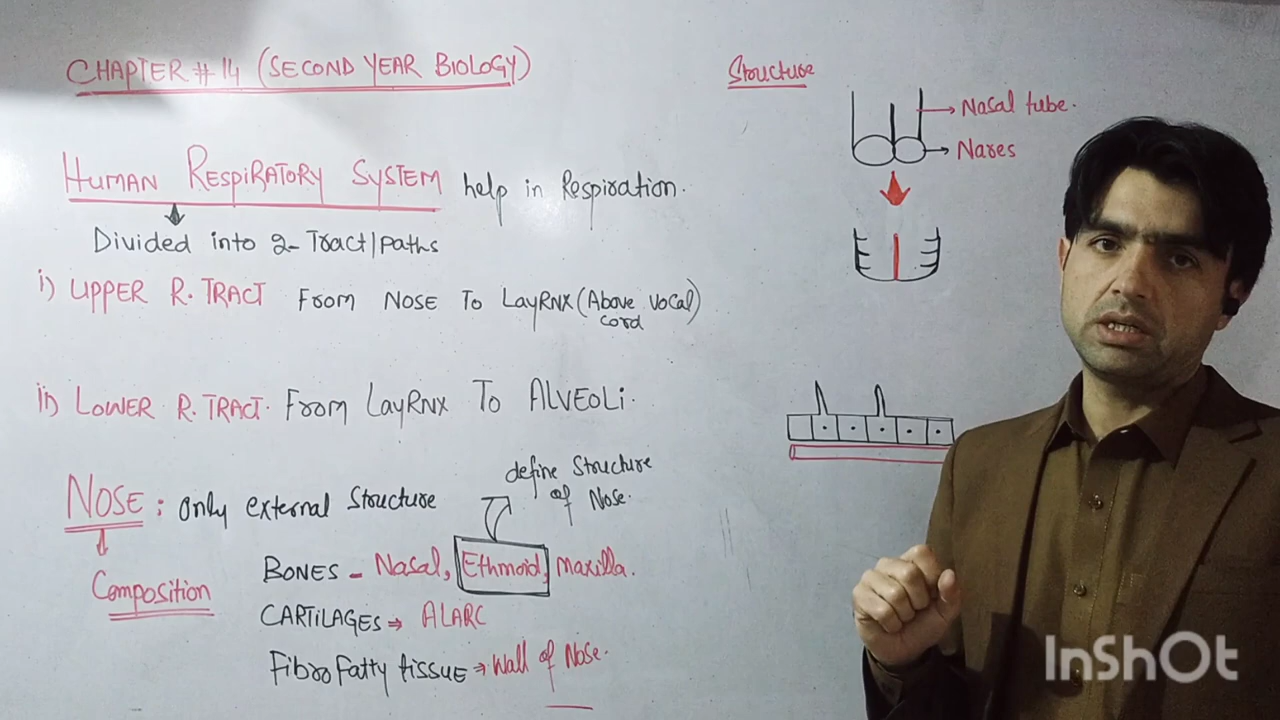 CHAPTER # 14 (SECOND YEAR BIOLOGY)
HUMAN RESPIRATORY SYSTEM help in Respiration.
Divided into 2- Tract/paths
i) UPPER R. TRACT FROM NOSE TO LayRNX (Above Vocal cord)
ii) LOWER R. TRACT. From LayRNX To ALVEOLi.
NOSE : only external Structure
define Structure
of Nose.
Composition
BONES - Nasal, Ethmoid, Maxilla.
CARTILAGES → ALARC
Fibro Fatty tissue → Wall of Nose.
Structure
Nasal tube.
Nares
InShOt